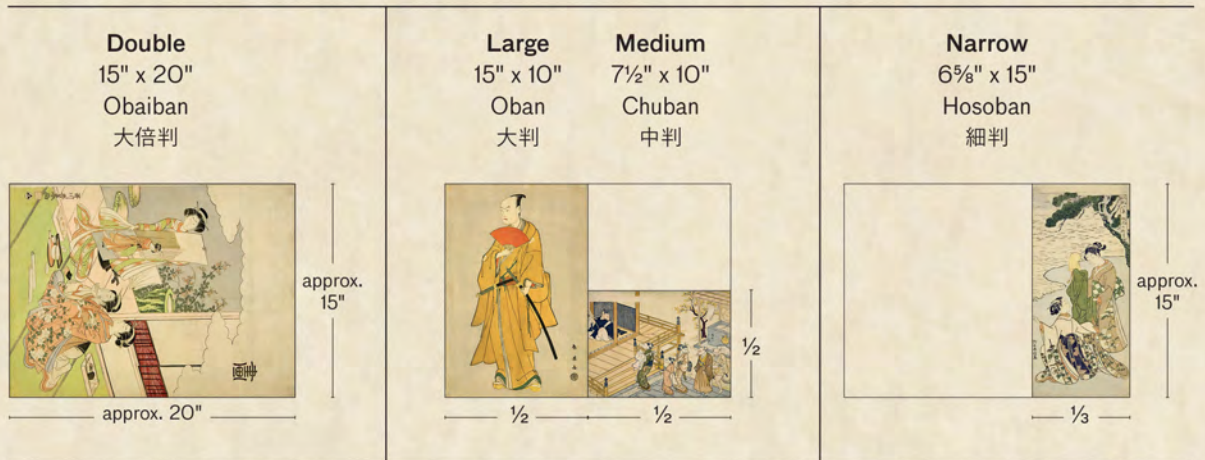 Double
15" x 20"
Obaiban
大倍判
approx.
15"
approx. 20"
Large
15" x 10"
Oban
大判
Medium
7½" x 10"
Chuban
中判
½
½
½
Narrow
6⅝" x 15"
Hosoban
細判
approx.
15"
⅓